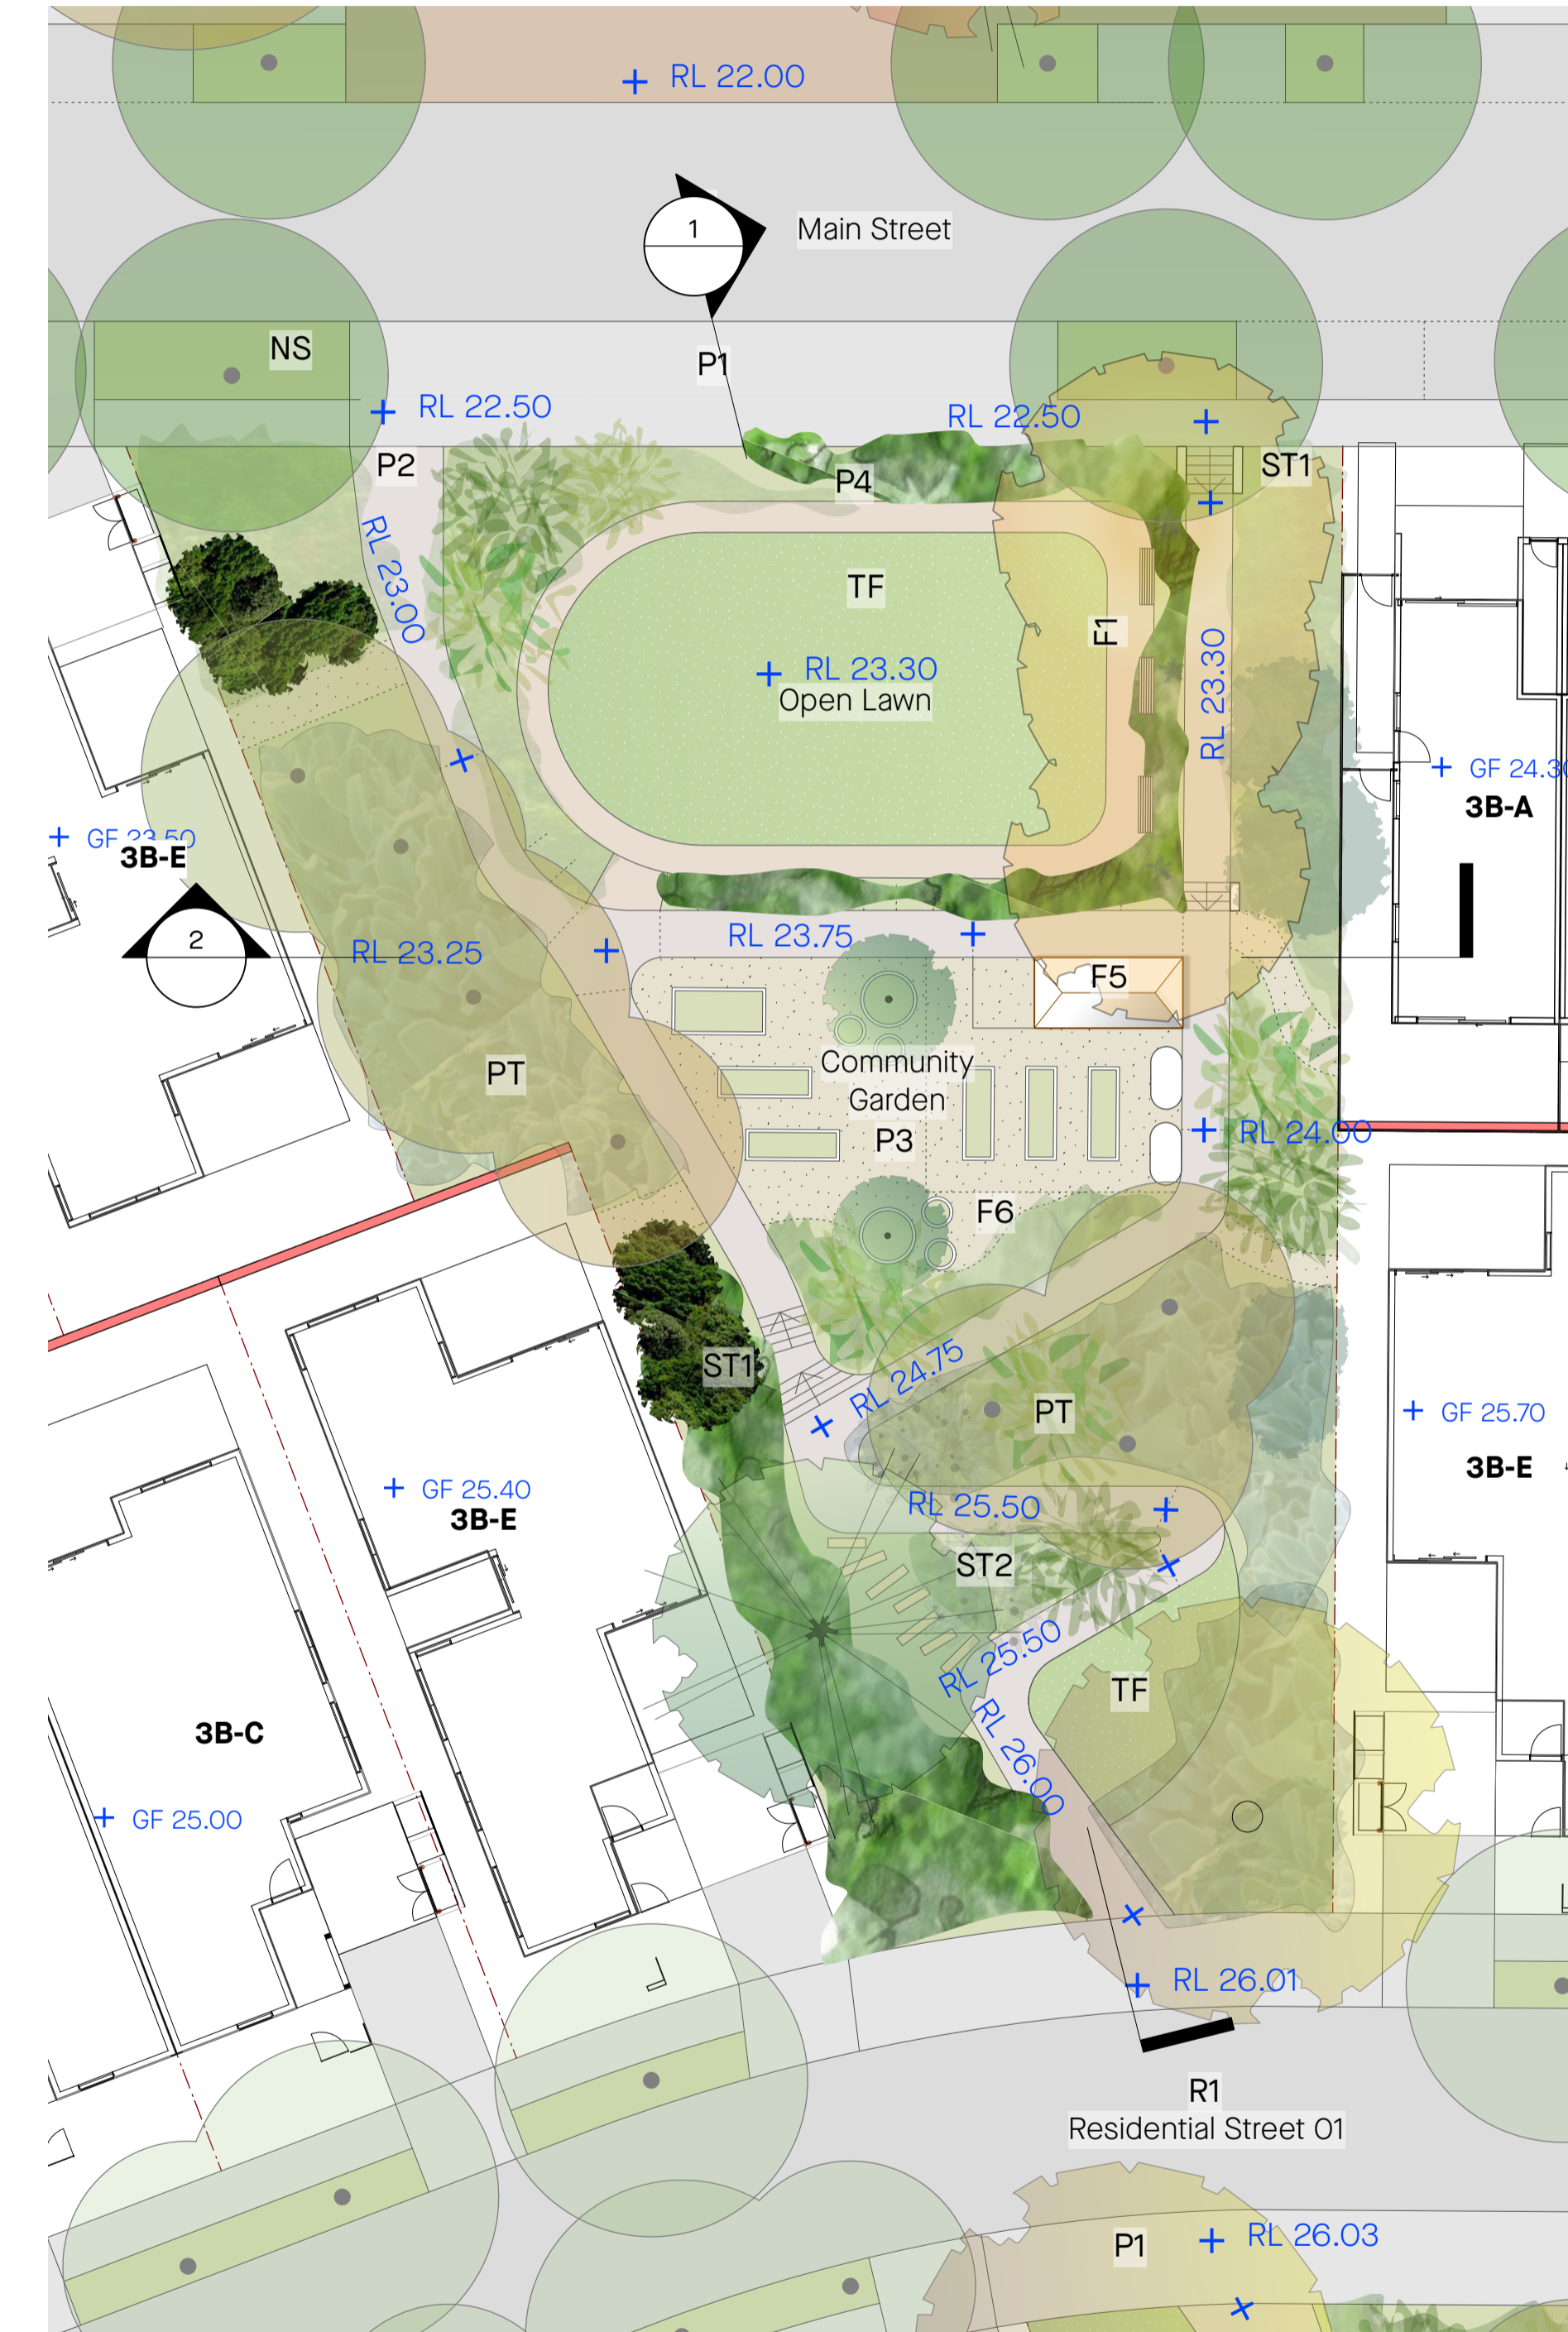 RL 22.00
1
Main Street
NS
P1
RL 22.50
RL 22.50
P2
P4
ST1
RL 23.00
TF
F1
RL 23.30
Open Lawn
RL 23.30
GF 24.3
3B-A
GF 23.50
3B-E
2
RL 23.25
RL 23.75
F5
PT
Community
Garden
P3
RL 24.00
F6
ST1
RL 24.75
PT
GF 25.70
3B-E
GF 25.40
3B-E
RL 25.50
ST2
RL 25.50
TF
RL 26.00
3B-C
GF 25.00
RL 26.01
R1
Residential Street 01
P1
RL 26.03